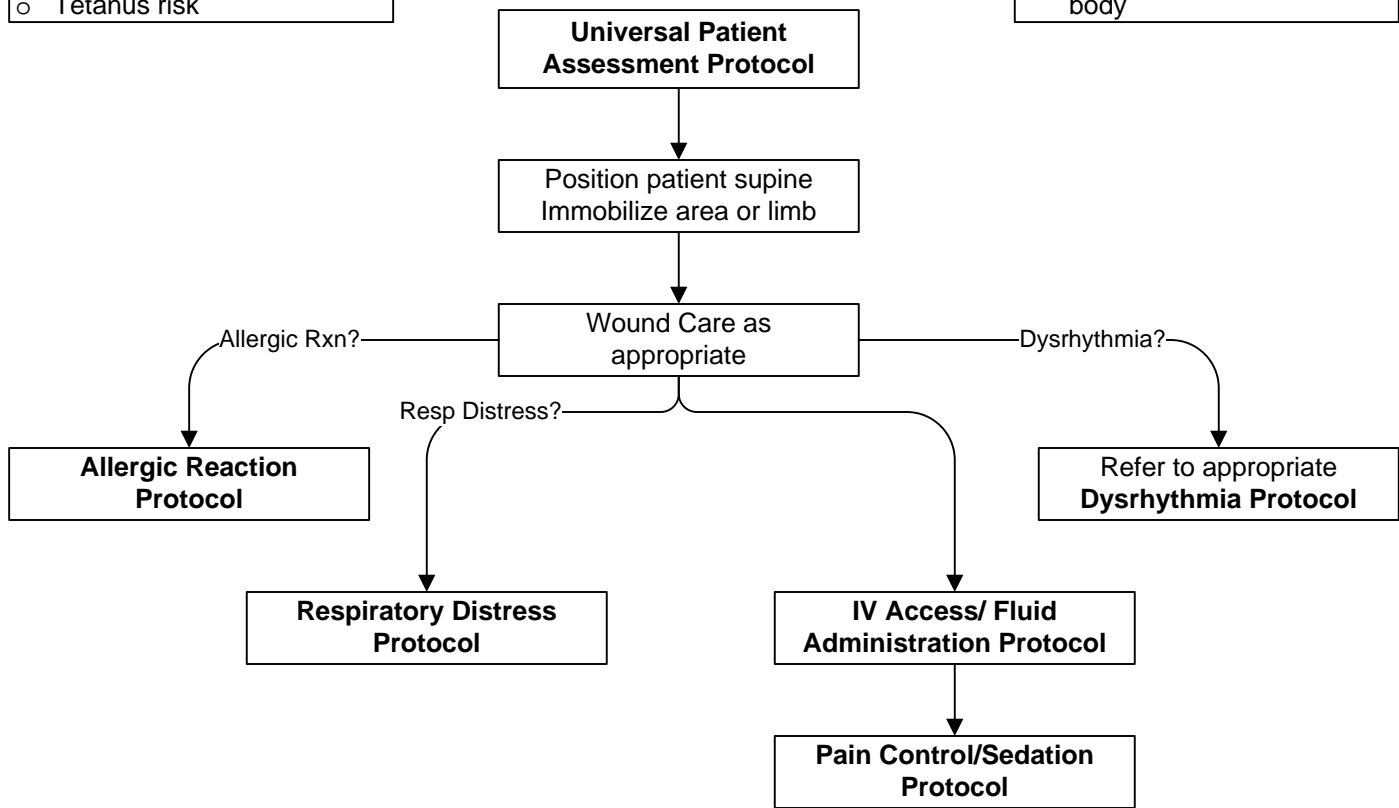 o Tetanus risk
body
Universal Patient
Assessment Protocol
Position patient supine
Immobilize area or limb
Wound Care as
appropriate
Allergic Rxn?
Dysrhythmia?
Resp Distress?
Allergic Reaction
Protocol
Refer to appropriate
Dysrhythmia Protocol
Respiratory Distress
Protocol
IV Access/ Fluid
Administration Protocol
Pain Control/Sedation
Protocol